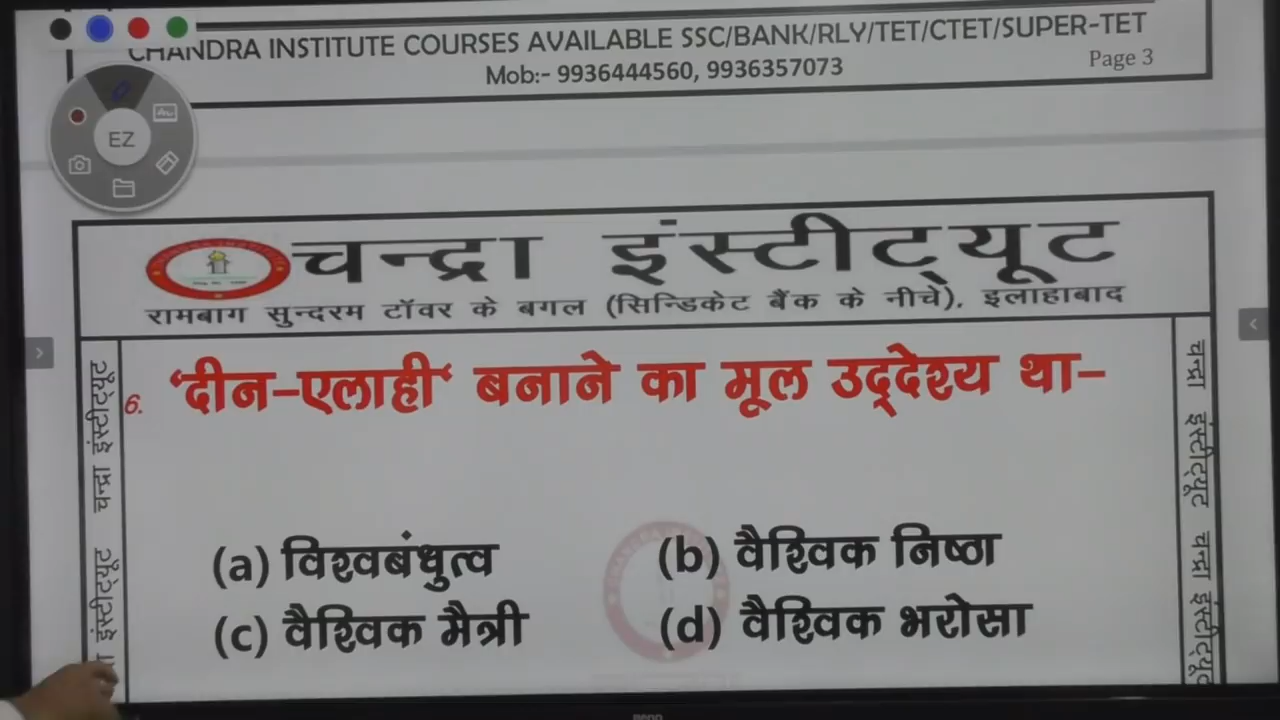 CHANDRA INSTITUTE COURSES AVAILABLE SSC/BANK/RLY/TET/CTET/SUPER-TET
Mob:- 9936444560, 9936357073
Page 3
EZ
चन्द्रा इंस्टीट्यूट
रामबाग सुन्दरम टॉवर के बगल (सिन्डिकेट बैंक के नीचे), इलाहाबाद
6. ‘दीन-एलाही‘ बनाने का मूल उद्देश्य था-
(a) विश्वबंधुत्व
(b) वैश्विक निष्ठा
(c) वैश्विक मैत्री
(d) वैश्विक भरोसा
चन्द्रा इंस्टीट्यूट
इंस्टीट्यूट
चन्द्रा इंस्टीट्यूट
चन्द्रा इंस्टीट्यूट
BenQ